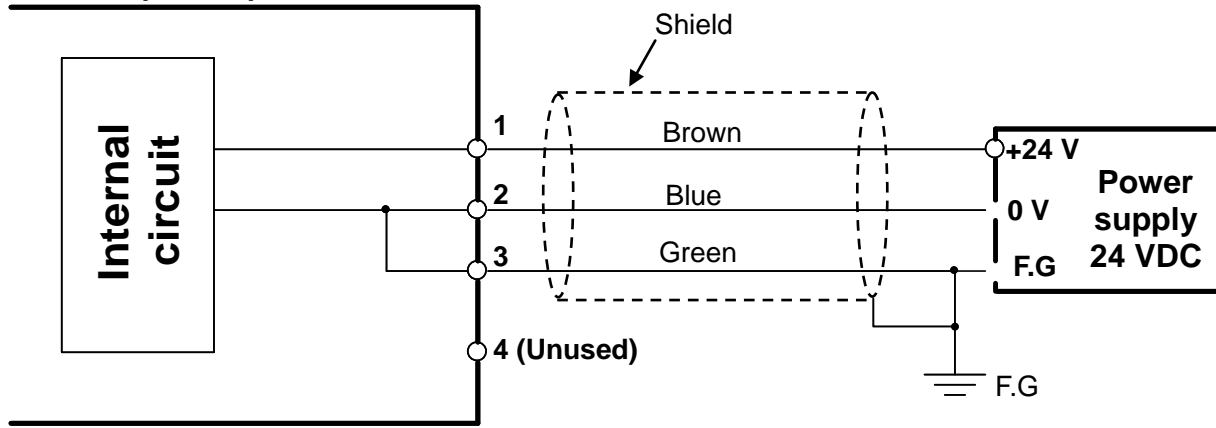 Shield
Internal
circuit
1
Brown
+24 V
2
Blue
0 V
3
Green
F.G
Power
supply
24 VDC
4 (Unused)
F.G